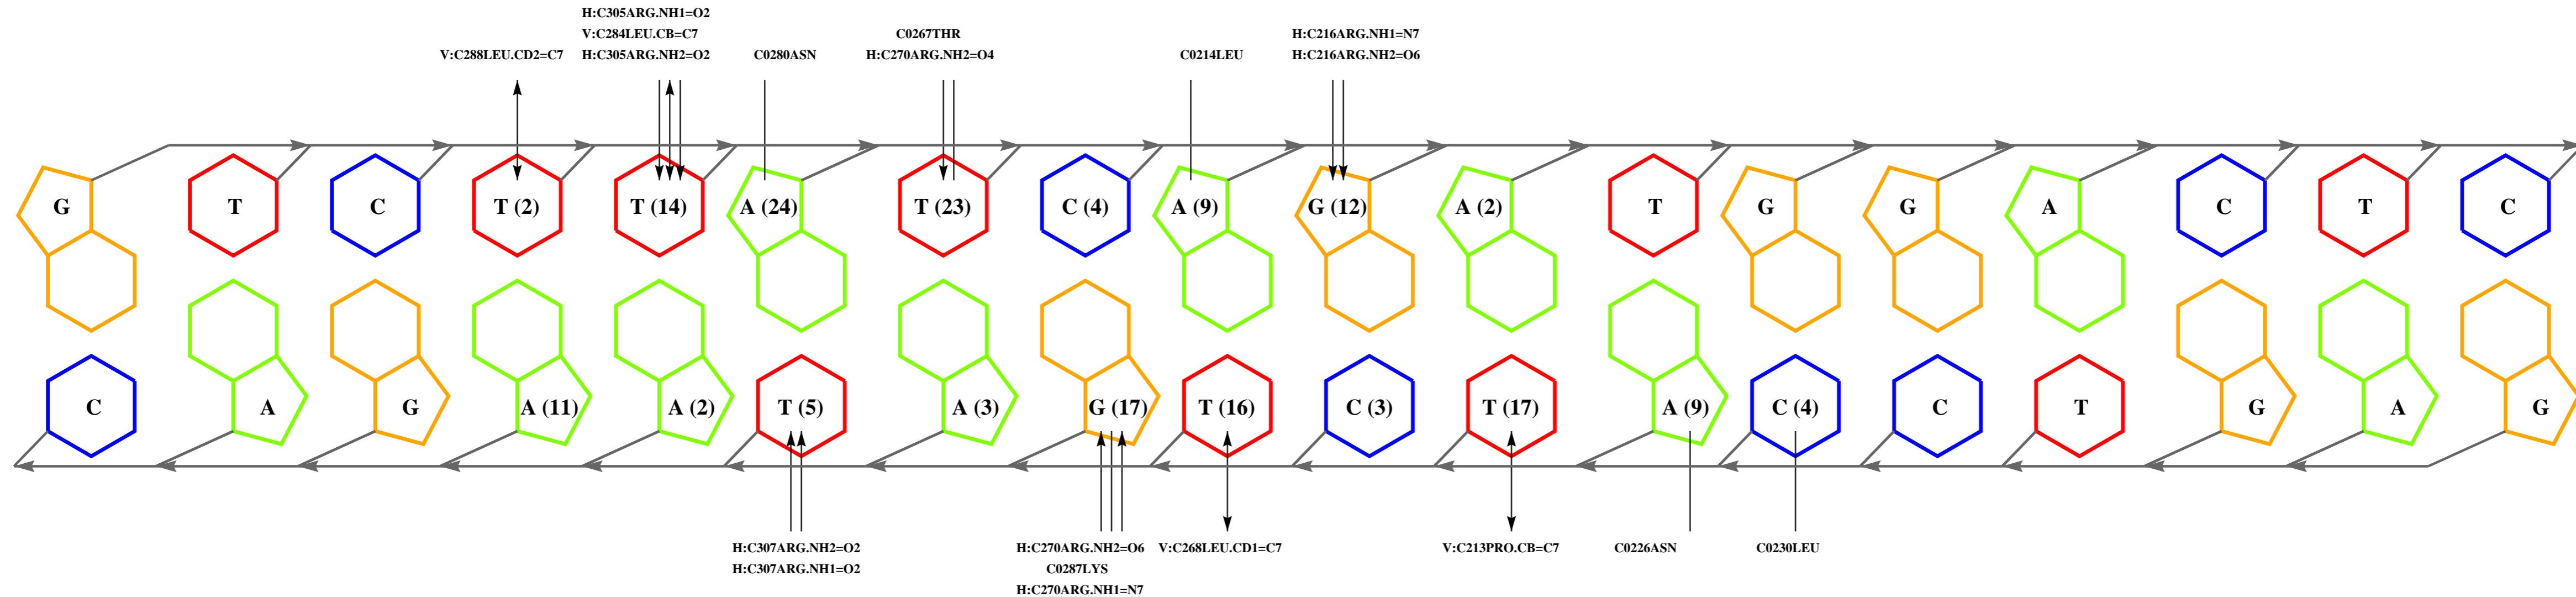 H:C305ARG.NH1=O2
V:C284LEU.CB=C7
C0267THR
H:C216ARG.NH1=N7
V:C288LEU.CD2=C7 H:C305ARG.NH2=O2 C0280ASN H:C270ARG.NH2=O4 C0214LEU H:C216ARG.NH2=O6
G T C T (2) T (14) A (24) T (23) C (4) A (9) G (12) A (2) T G G A C T C
C A G A (11) A (2) T (5) A (3) G (17) T (16) C (3) T (17) A (9) C (4) C T G A G
H:C307ARG.NH2=O2 H:C270ARG.NH2=O6 V:C268LEU.CD1=C7 V:C213PRO.CB=C7 C0226ASN C0230LEU
H:C307ARG.NH1=O2 C0287LYS
H:C270ARG.NH1=N7